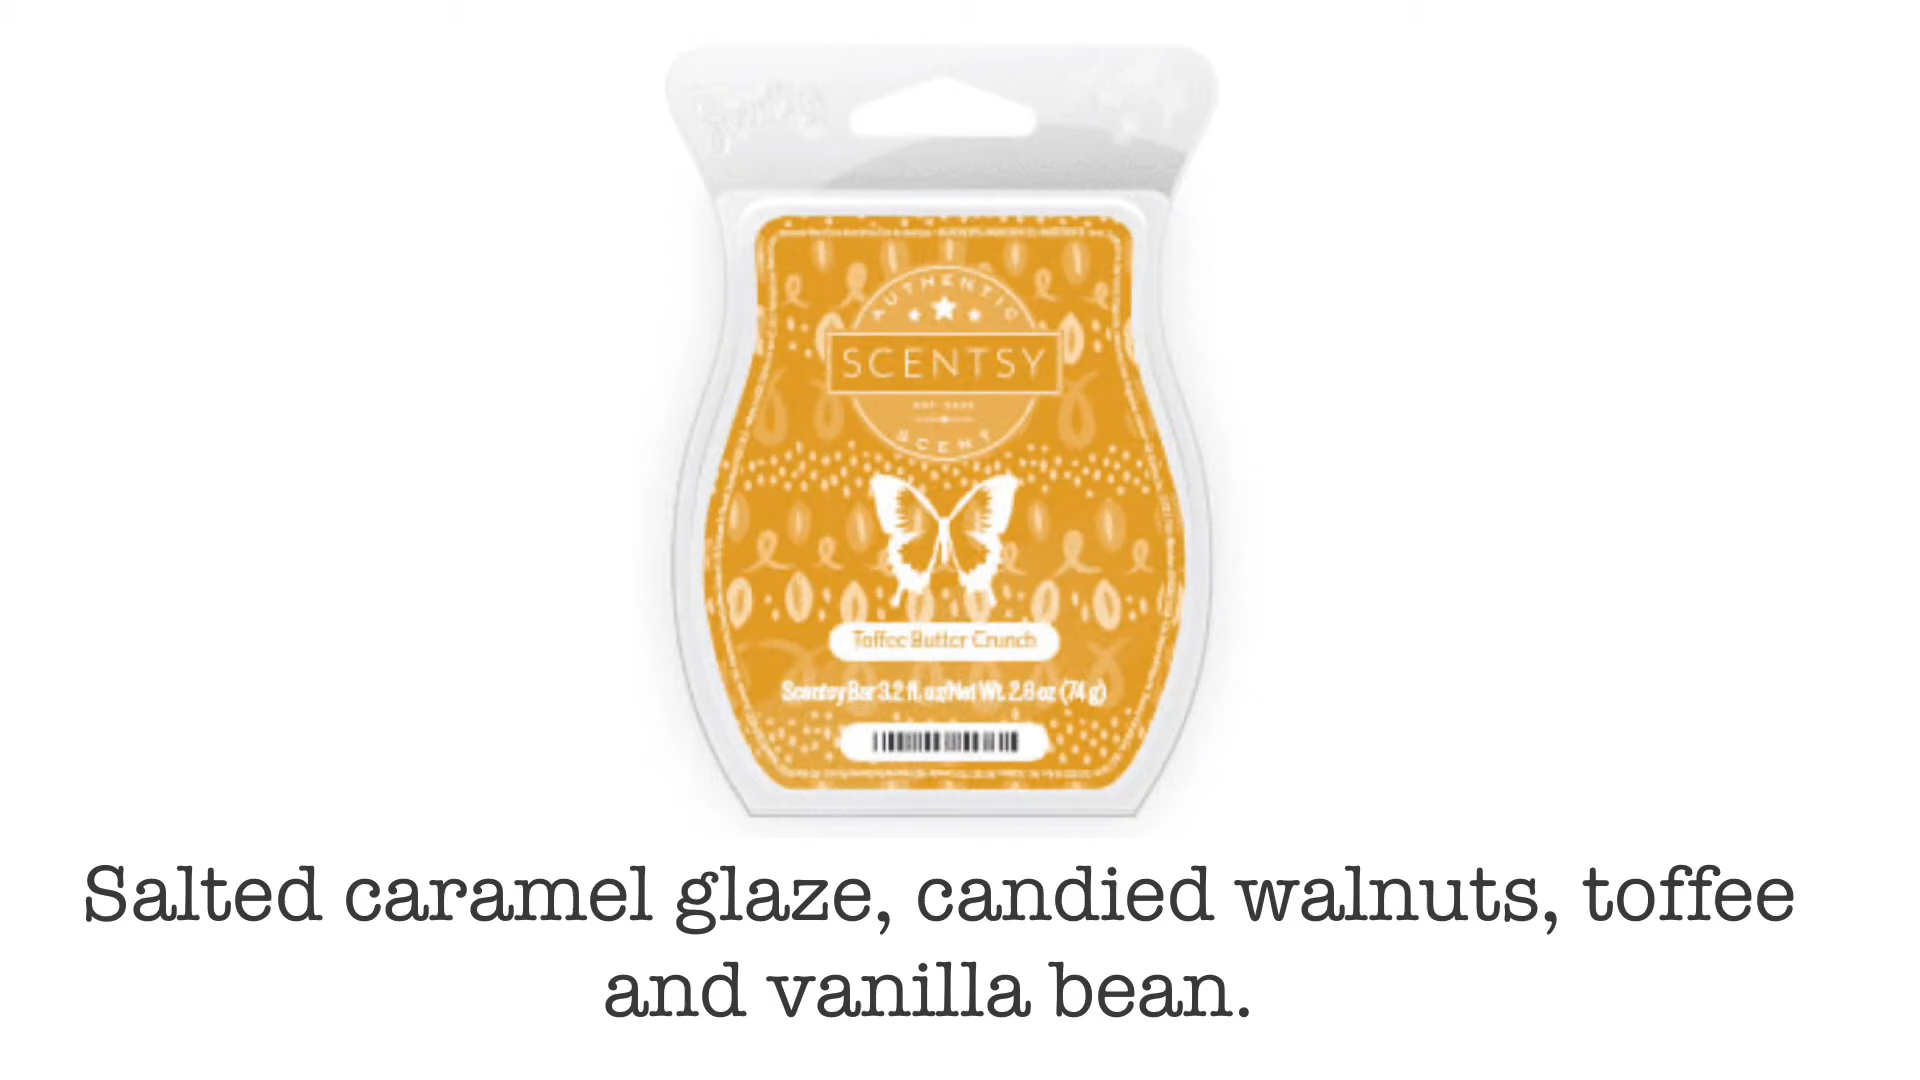 AUTHENTIC
SCENTSY
SCENT
Toffee Butter Crunch
Scentsy Bar 3.2 fl. oz/Net Wt. 2.6 oz (74 g)
Salted caramel glaze, candied walnuts, toffee
and vanilla bean.